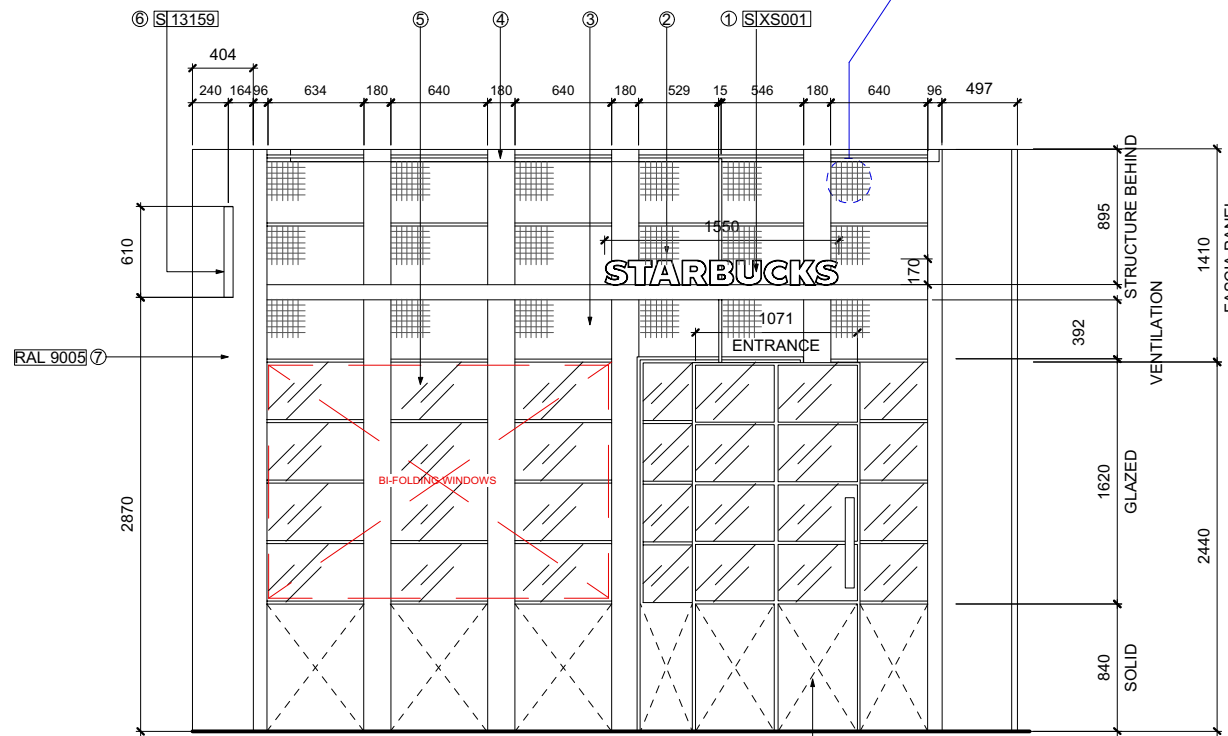 ⑥ S 13159
⑤
④
③
②
① S XS001
404
240 164 96 634 180 640 180 640 180 529 15 546 180 640 96 497
610
1550
STARBUCKS
170
1071
ENTRANCE
RAL 9005 ⑦
BI-FOLDING WINDOWS
2870
895
STRUCTURE BEHIND
1410
392
VENTILATION
1620
GLAZED
2440
840
SOLID